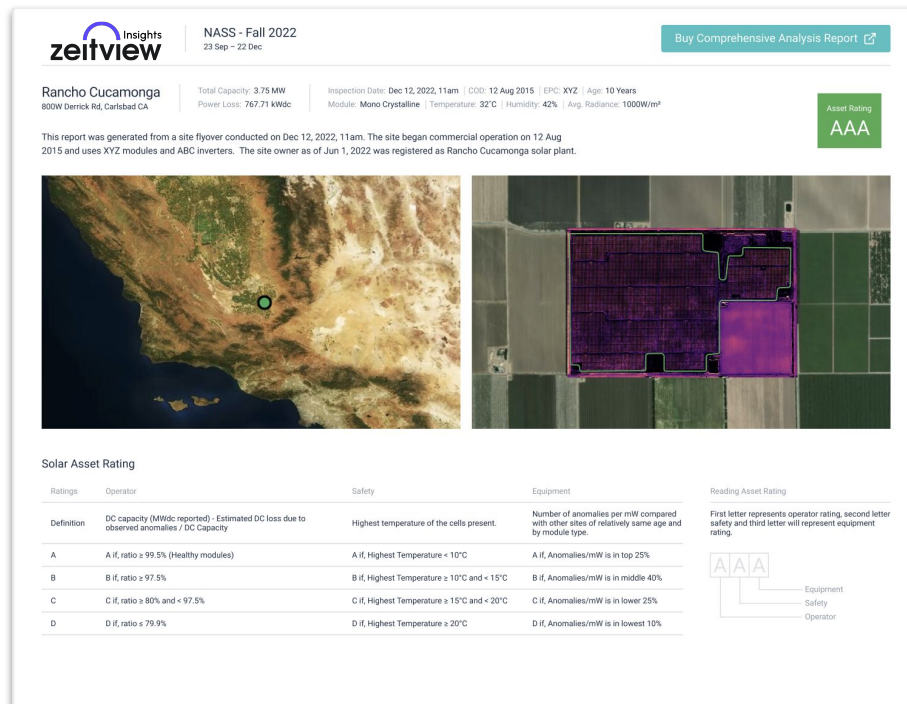 Insights
zeitview
NASS - Fall 2022
23 Sep – 22 Dec
Buy Comprehensive Analysis Report
Rancho Cucamonga
800W Derrick Rd, Carlsbad CA
Total Capacity: 3.75 MW
Power Loss: 767.71 kWdc
Inspection Date: Dec 12, 2022, 11am | COD: 12 Aug 2015 | EPC: XYZ | Age: 10 Years
Module: Mono Crystalline | Temperature: 32˚C | Humidity: 42% | Avg. Radiance: 1000W/m²
Asset Rating
AAA
This report was generated from a site flyover conducted on Dec 12, 2022, 11am. The site began commercial operation on 12 Aug
2015 and uses XYZ modules and ABC inverters. The site owner as of Jun 1, 2022 was registered as Rancho Cucamonga solar plant.
Solar Asset Rating
Ratings Operator Safety Equipment
Definition
DC capacity (MWdc reported) - Estimated DC loss due to
observed anomalies / DC Capacity
Highest temperature of the cells present.
Number of anomalies per mW compared
with other sites of relatively same age and
by module type.
A A if, ratio ≥ 99.5% (Healthy modules) A if, Highest Temperature < 10°C A if, Anomalies/mW is in top 25%
B B if, ratio ≥ 97.5% B if, Highest Temperature ≥ 10°C and < 15°C B if, Anomalies/mW is in middle 40%
C C if, ratio ≥ 80% and < 97.5% C if, Highest Temperature ≥ 15°C and < 20°C C if, Anomalies/mW is in lower 25%
D D if, ratio ≤ 79.9% D if, Highest Temperature ≥ 20°C D if, Anomalies/mW is in lowest 10%
Reading Asset Rating
First letter represents operator rating, second letter
safety and third letter will represent equipment
rating.
AAA
Equipment
Safety
Operator